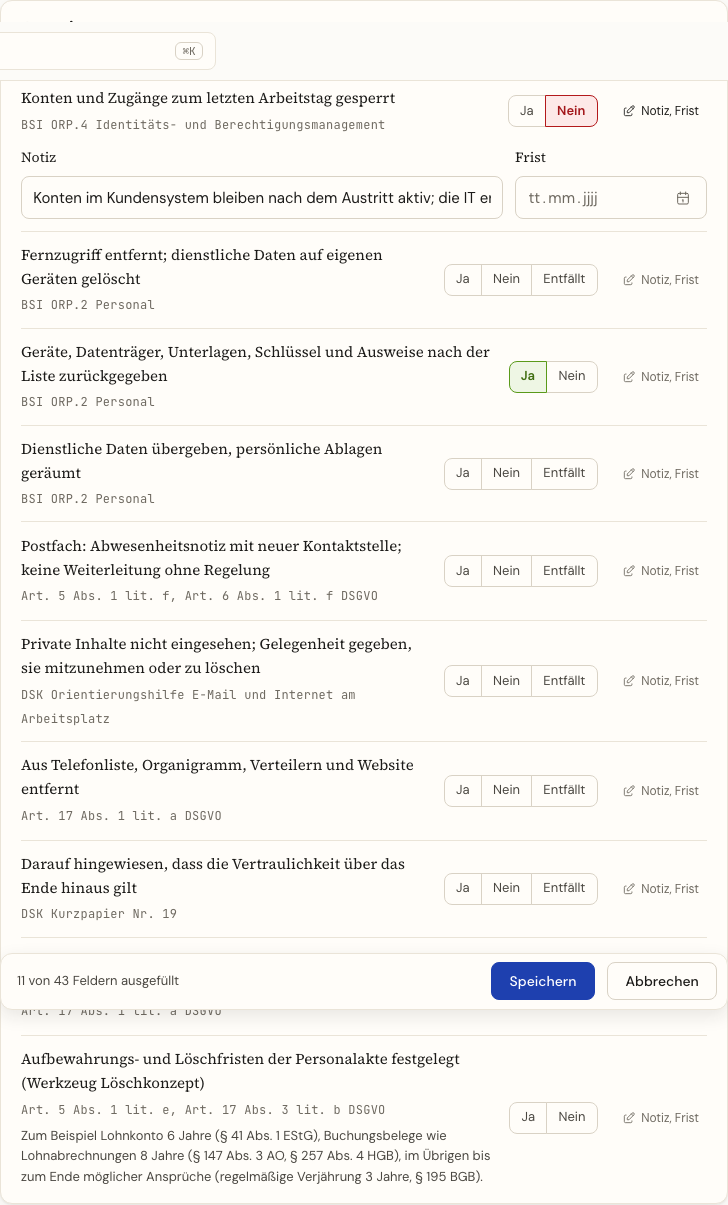 ⌘K
Konten und Zugänge zum letzten Arbeitstag gesperrt
BSI ORP.4 Identitäts- und Berechtigungsmanagement
Ja Nein Notiz, Frist
Notiz Frist
Konten im Kundensystem bleiben nach dem Austritt aktiv; die IT er
tt.mm.jjjj
Fernzugriff entfernt; dienstliche Daten auf eigenen
Geräten gelöscht
BSI ORP.2 Personal
Ja Nein Entfällt Notiz, Frist
Geräte, Datenträger, Unterlagen, Schlüssel und Ausweise nach der
Liste zurückgegeben
BSI ORP.2 Personal
Ja Nein Notiz, Frist
Dienstliche Daten übergeben, persönliche Ablagen
geräumt
BSI ORP.2 Personal
Ja Nein Entfällt Notiz, Frist
Postfach: Abwesenheitsnotiz mit neuer Kontaktstelle;
keine Weiterleitung ohne Regelung
Art. 5 Abs. 1 lit. f, Art. 6 Abs. 1 lit. f DSGVO
Ja Nein Entfällt Notiz, Frist
Private Inhalte nicht eingesehen; Gelegenheit gegeben,
sie mitzunehmen oder zu löschen
DSK Orientierungshilfe E-Mail und Internet am
Arbeitsplatz
Ja Nein Entfällt Notiz, Frist
Aus Telefonliste, Organigramm, Verteilern und Website
entfernt
Art. 17 Abs. 1 lit. a DSGVO
Ja Nein Entfällt Notiz, Frist
Darauf hingewiesen, dass die Vertraulichkeit über das
Ende hinaus gilt
DSK Kurzpapier Nr. 19
Ja Nein Entfällt Notiz, Frist
11 von 43 Feldern ausgefüllt
Speichern Abbrechen
Art. 17 Abs. 1 lit. a DSGVO
Aufbewahrungs- und Löschfristen der Personalakte festgelegt
(Werkzeug Löschkonzept)
Art. 5 Abs. 1 lit. e, Art. 17 Abs. 3 lit. b DSGVO
Ja Nein Notiz, Frist
Zum Beispiel Lohnkonto 6 Jahre (§ 41 Abs. 1 EStG), Buchungsbelege wie
Lohnabrechnungen 8 Jahre (§ 147 Abs. 3 AO, § 257 Abs. 4 HGB), im Übrigen bis
zum Ende möglicher Ansprüche (regelmäßige Verjährung 3 Jahre, § 195 BGB).